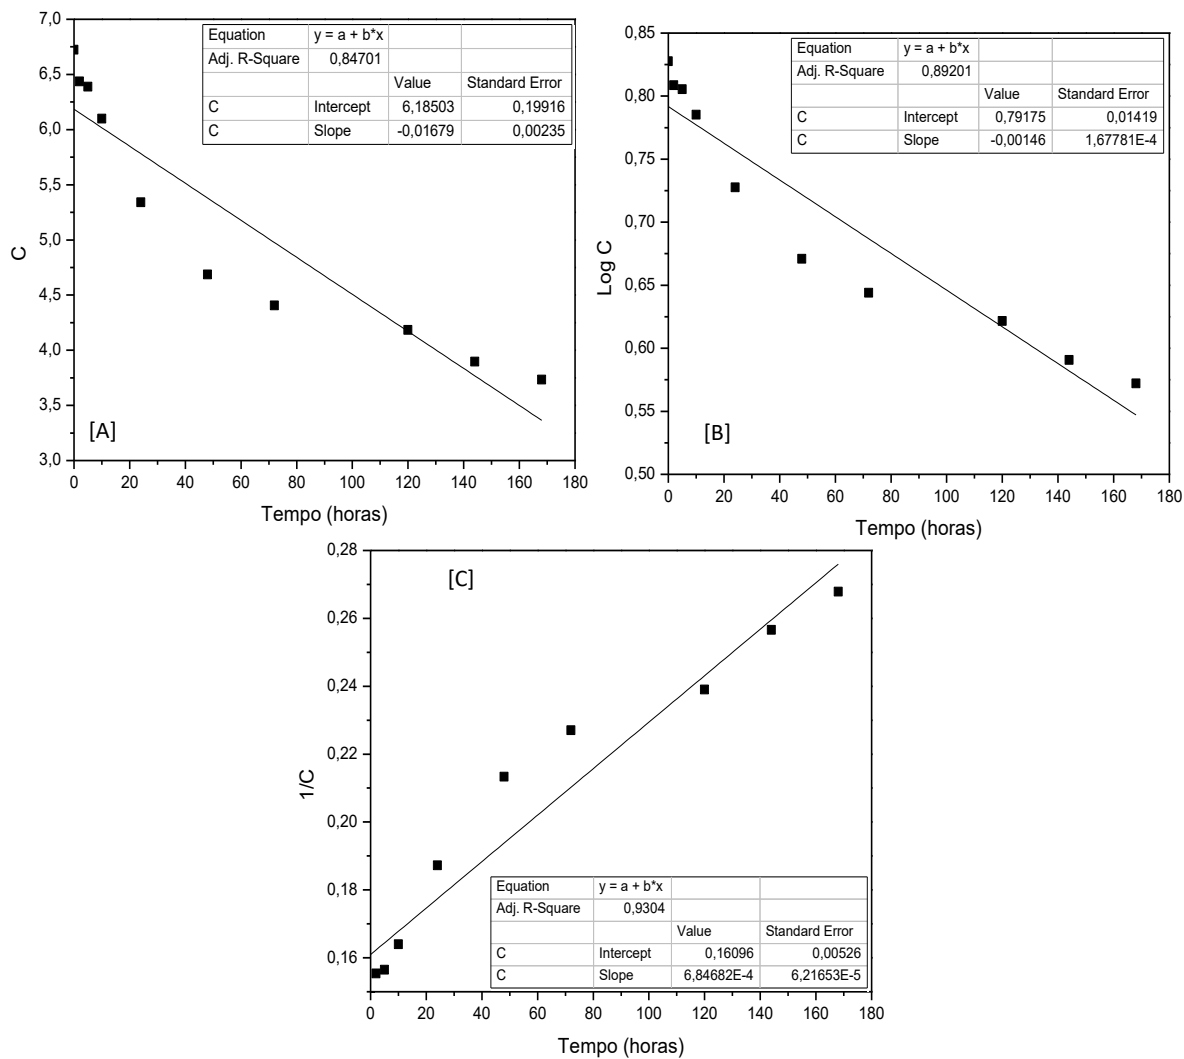 7,0
6,5
6,0
5,5
5,0
4,5
4,0
3,5
3,0
C
Equation y = a + b*x
Adj. R-Square 0,84701
Value Standard Error
C Intercept 6,18503 0,19916
C Slope -0,01679 0,00235
[A]
0 20 40 60 80 100 120 140 160 180
Tempo (horas)
0,85
0,80
0,75
0,70
0,65
0,60
0,55
0,50
Log C
Equation y = a + b*x
Adj. R-Square 0,89201
Value Standard Error
C Intercept 0,79175 0,01419
C Slope -0,00146 1,67781E-4
[B]
0 20 40 60 80 100 120 140 160 180
Tempo (horas)
0,28
0,26
0,24
0,22
0,20
0,18
0,16
1/C
[C]
Equation y = a + b*x
Adj. R-Square 0,9304
Value Standard Error
C Intercept 0,16096 0,00526
C Slope 6,84682E-4 6,21653E-5
0 20 40 60 80 100 120 140 160 180
Tempo (horas)